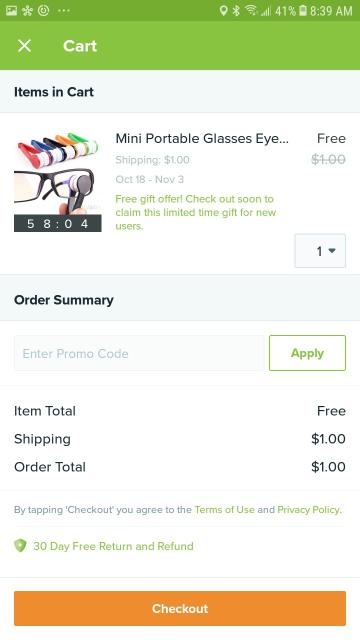 41% 8:39 AM
Cart
Items in Cart
Mini Portable Glasses Eye... Free
Shipping: $1.00 $1.00
Oct 18 - Nov 3
Free gift offer! Check out soon to
claim this limited time gift for new
users.
58:04
1
Order Summary
Enter Promo Code Apply
Item Total Free
Shipping $1.00
Order Total $1.00
By tapping 'Checkout' you agree to the Terms of Use and Privacy Policy.
30 Day Free Return and Refund
Checkout